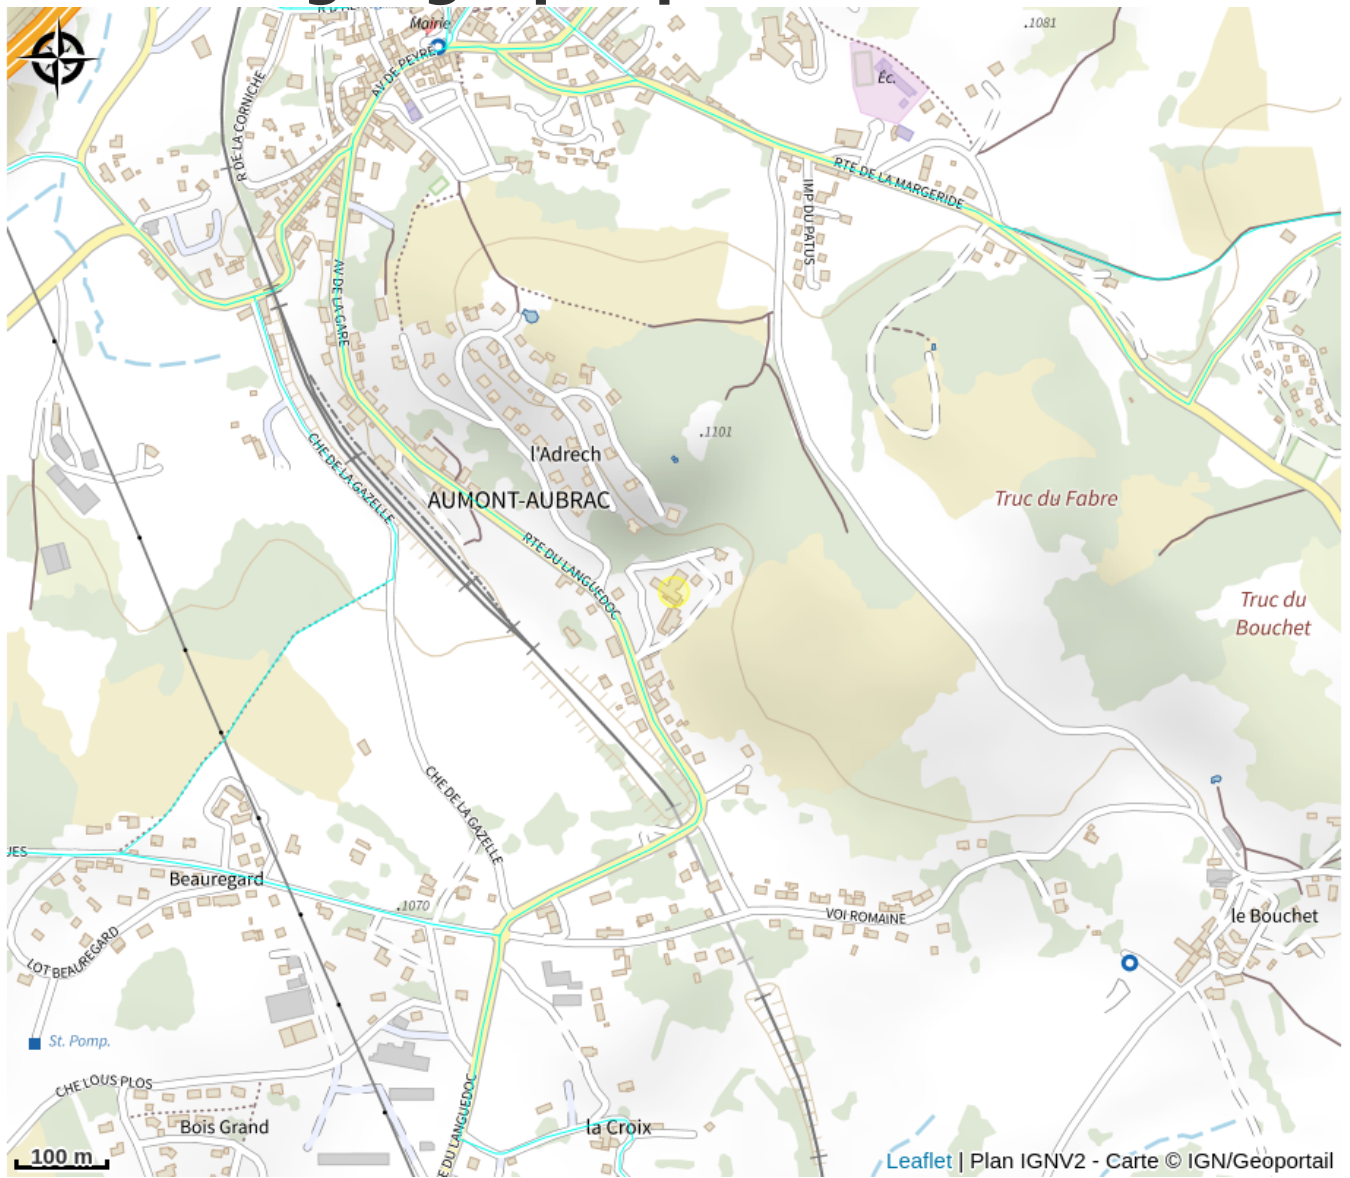 Mairie
.1081
AV DE PEYRE
Éc.
R DE LA CORNICHE
RTE DE LA MARGERIDE
IMP DU PATUS
AV DE LA GARE
.1101
l'Adrech
CHE DE LA GAZELLE
AUMONT-AUBRAC
Truc du Fabre
RTE DU LANGUEDOC
Truc du
Bouchet
CHE DE LA GAZELLE
UES
Beauregard
.1070
VOI ROMAINE
le Bouchet
LOT BEAUREGARD
St. Pomp.
CHE LOUS PLOS
Bois Grand
la Croix
E DU LANGUEDOC
100 m
Leaflet | Plan IGNV2 - Carte © IGN/Geoportail